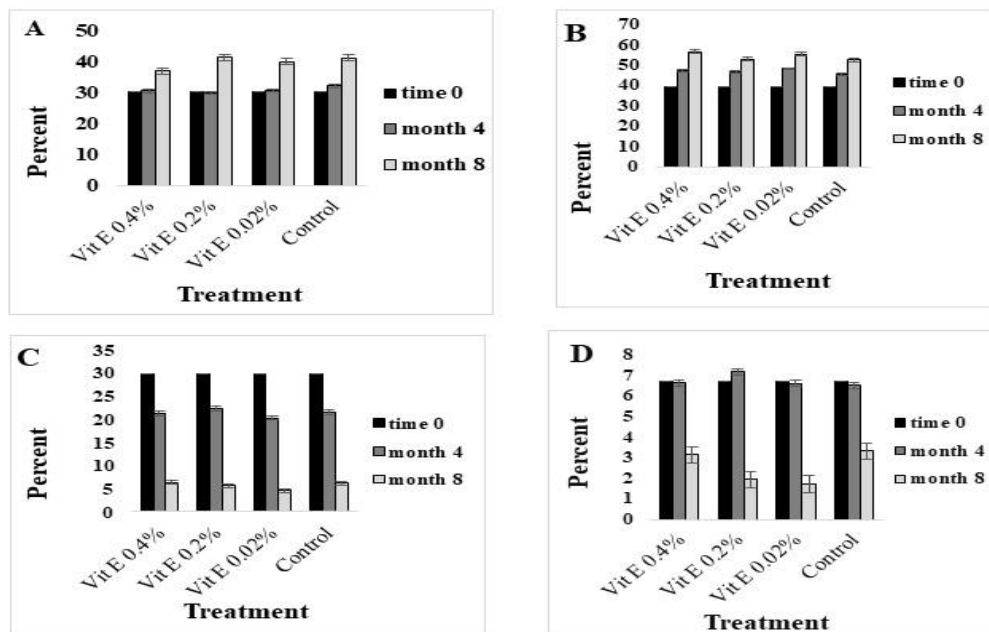 A
50
40
30
20
10
0
Percent
Vit E 0.4%
Vit E 0.2%
Vit E 0.02%
Control
Treatment
time 0
month 4
month 8
B
70
60
50
40
30
20
10
0
Percent
Vit E 0.4%
Vit E 0.2%
Vit E 0.02%
Control
Treatment
time 0
month 4
month 8
C
35
30
25
20
15
10
5
0
Percent
Vit E 0.4%
Vit E 0.2%
Vit E 0.02%
Control
Treatment
time 0
month 4
month 8
D
8
7
6
5
4
3
2
1
0
Percent
Vit E 0.4%
Vit E 0.2%
Vit E 0.02%
Control
Treatment
time 0
month 4
month 8